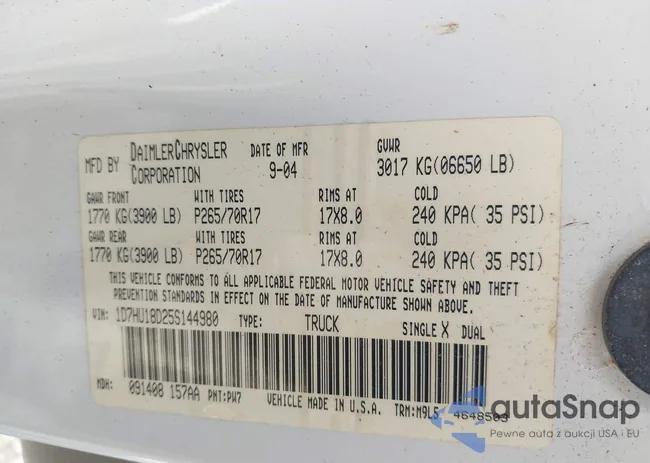 MFD BY DAIMLERCHRYSLER CORPORATION DATE OF MFR 9-04 GVWR 3017 KG(06650 LB)
GAWR FRONT WITH TIRES RIMS AT COLD
1770 KG(3900 LB) P265/70R17 17X8.0 240 KPA( 35 PSI)
GAWR REAR WITH TIRES RIMS AT COLD
1770 KG(3900 LB) P265/70R17 17X8.0 240 KPA( 35 PSI)
THIS VEHICLE CONFORMS TO ALL APPLICABLE FEDERAL MOTOR VEHICLE SAFETY AND THEFT
PREVENTION STANDARDS IN EFFECT ON THE DATE OF MANUFACTURE SHOWN ABOVE.
VIN: 1D7HU18D25S144980 TYPE: TRUCK SINGLE X DUAL
MDH: 091408 157AA PNT:PW7 VEHICLE MADE IN U.S.A. TRM:M9L5 4648503
autoSnap
Pewne auta z aukcji USA i EU